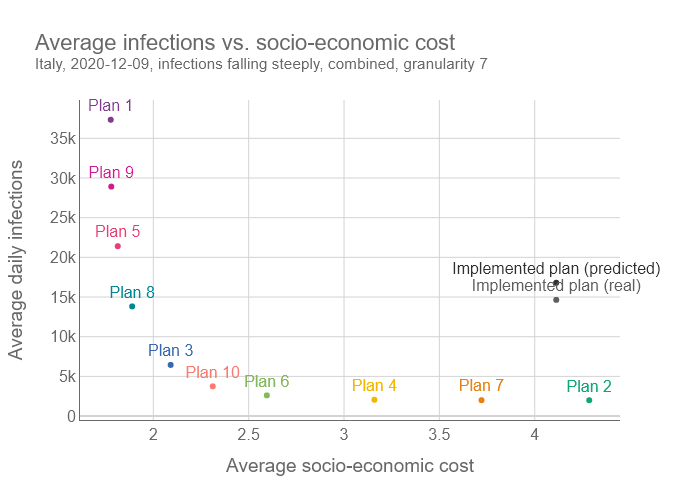 Average infections vs. socio-economic cost
Italy, 2020-12-09, infections falling steeply, combined, granularity 7
Average daily infections
35k
30k
25k
20k
15k
10k
5k
0
Plan 1
Plan 9
Plan 5
Plan 8
Plan 3
Plan 10
Plan 6
Plan 4
Plan 7
Plan 2
Implemented plan (predicted)
Implemented plan (real)
2
2.5
3
3.5
4
Average socio-economic cost